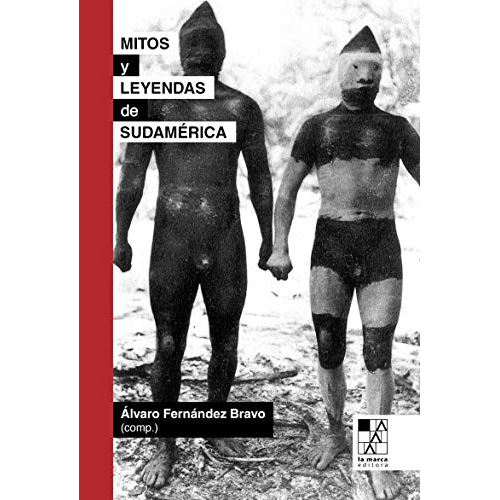 MITOS
y
LEYENDAS
de
SUDAMÉRICA
Álvaro Fernández Bravo
(comp.)
la marca
editora